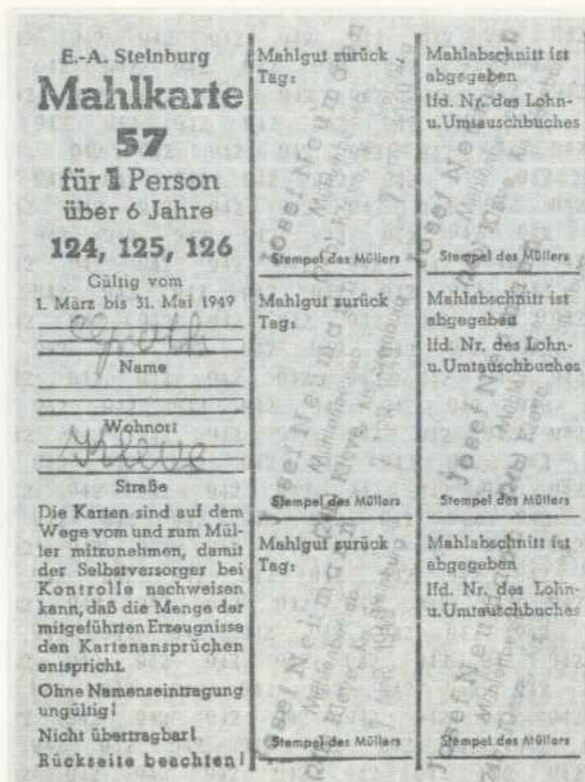 E.-A. Steinburg
Mahlkarte
57
für 1 Person
über 6 Jahre
124, 125, 126
Gültig vom
1. März bis 31. Mai 1949
Name
Wohnort
Kleve
Straße
Die Karten sind auf dem
Wege vom und zum Mül-
ler mitzunehmen, damit
der Selbstversorger bei
Kontrolle nachweisen
kann, daß die Menge der
mitgeführten Erzeugnisse
den Kartenansprüchen
entspricht.
Ohne Namenseintragung
ungültig!
Nicht übertragbar!
Rückseite beachten!
Mahlgut zurück
Tag:
Stempel des Müllers
Mahlgut zurück
Tag:
Stempel des Müllers
Mahlgut zurück
Tag:
Stempel des Müllers
Mahlabschnitt ist
abgegeben
lfd. Nr. des Lohn-
u. Umtauschbuches
Stempel des Müllers
Mahlabschnitt ist
abgegeben
lfd. Nr. des Lohn-
u. Umtauschbuches
Stempel des Müllers
Mahlabschnitt ist
abgegeben
lfd. Nr. des Lohn-
u. Umtauschbuches
Stempel des Müllers
Josef Neumann
Mühlenbetrieb
Kleve, Krs. Steinburg